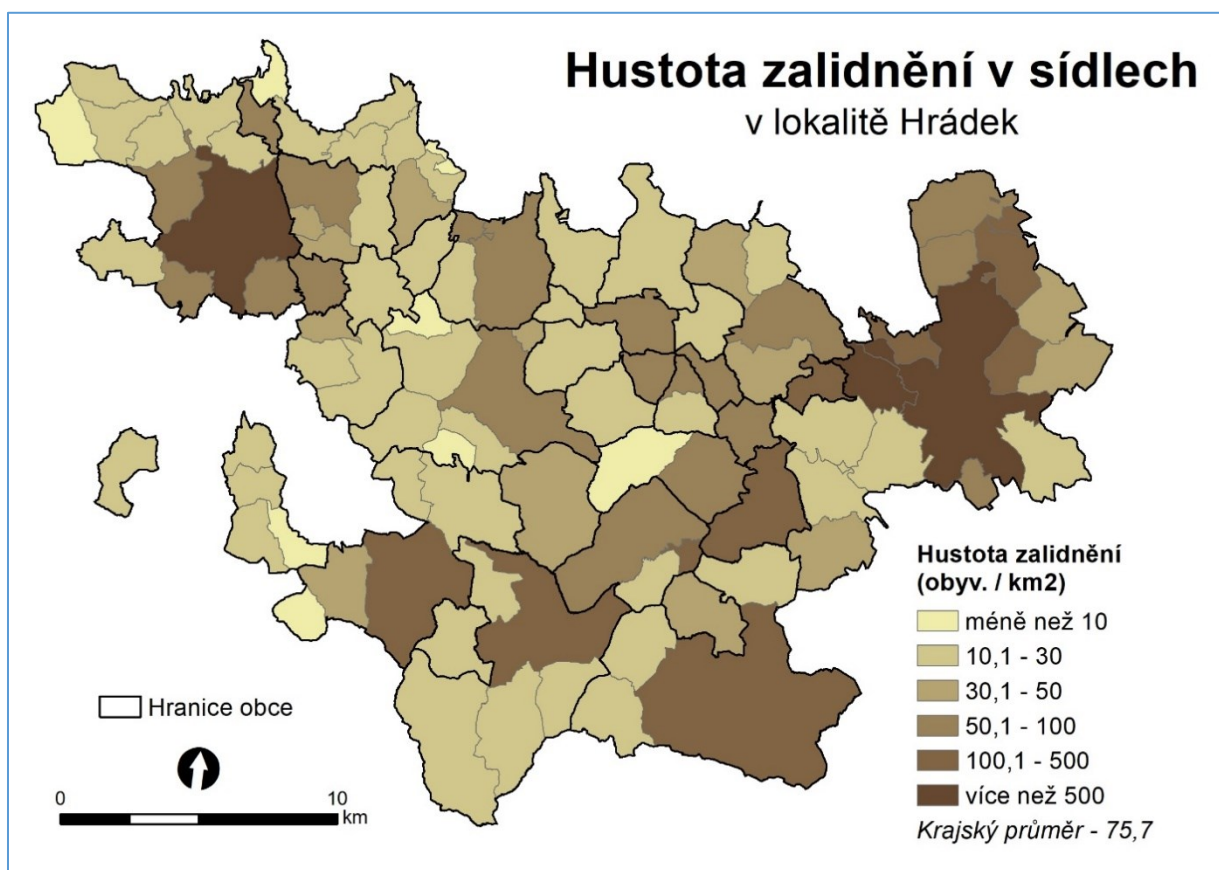 Hustota zalidnění v sídlech
v lokalitě Hrádek
Hustota zalidnění
(obyv. / km2)
méně než 10
10,1 - 30
30,1 - 50
50,1 - 100
100,1 - 500
více než 500
Krajský průměr - 75,7
Hranice obce
0 10
km